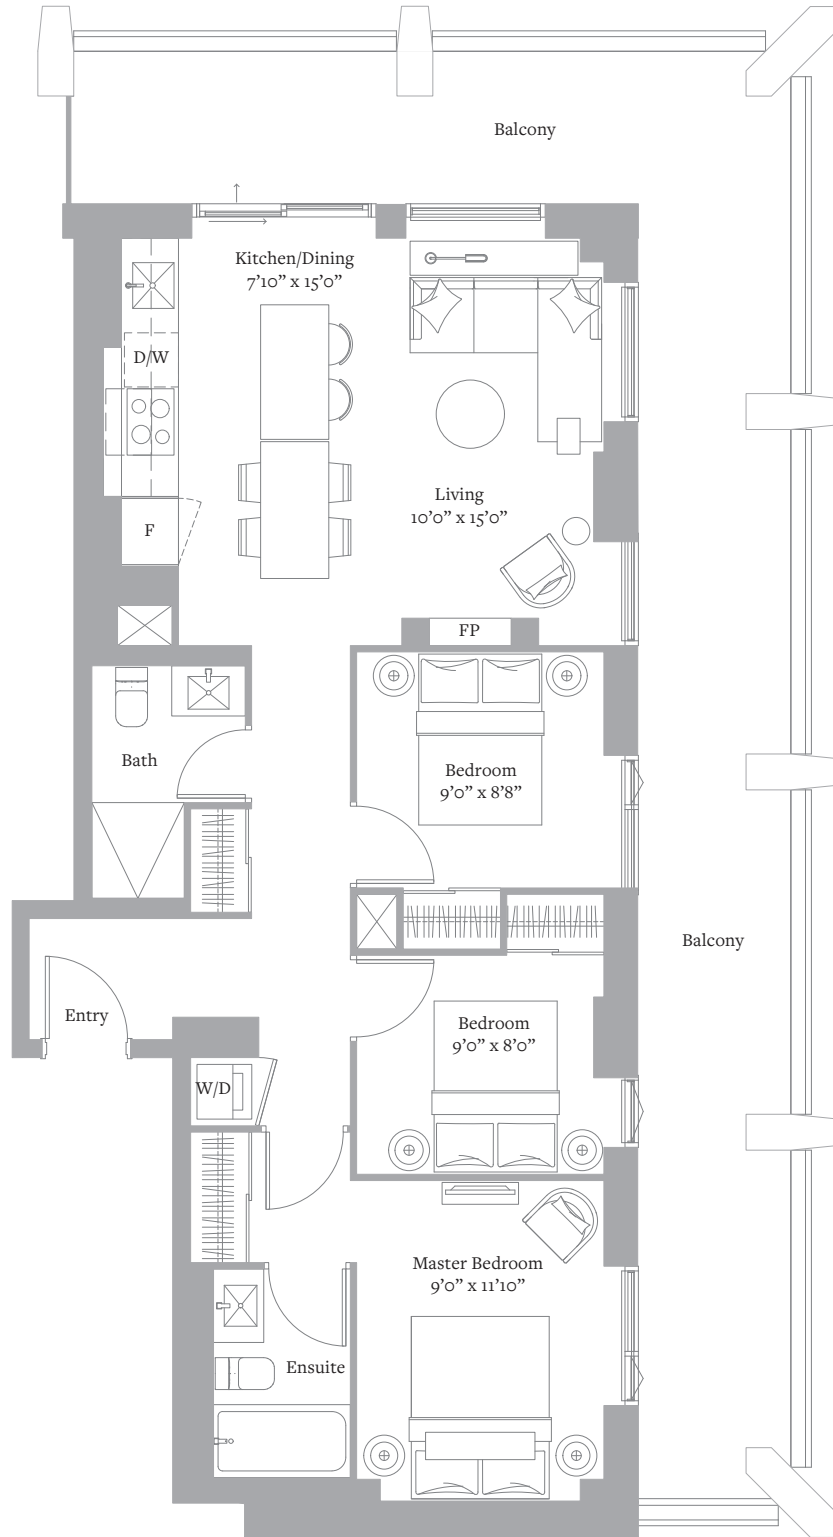 Balcony
Kitchen/Dining
7’10” x 15’0”
D/W
Living
10’0” x 15’0”
F
FP
Bath
Bedroom
9’0” x 8’8”
Balcony
Entry
Bedroom
9’0” x 8’0”
W/D
Master Bedroom
9’0” x 11’10”
Ensuite